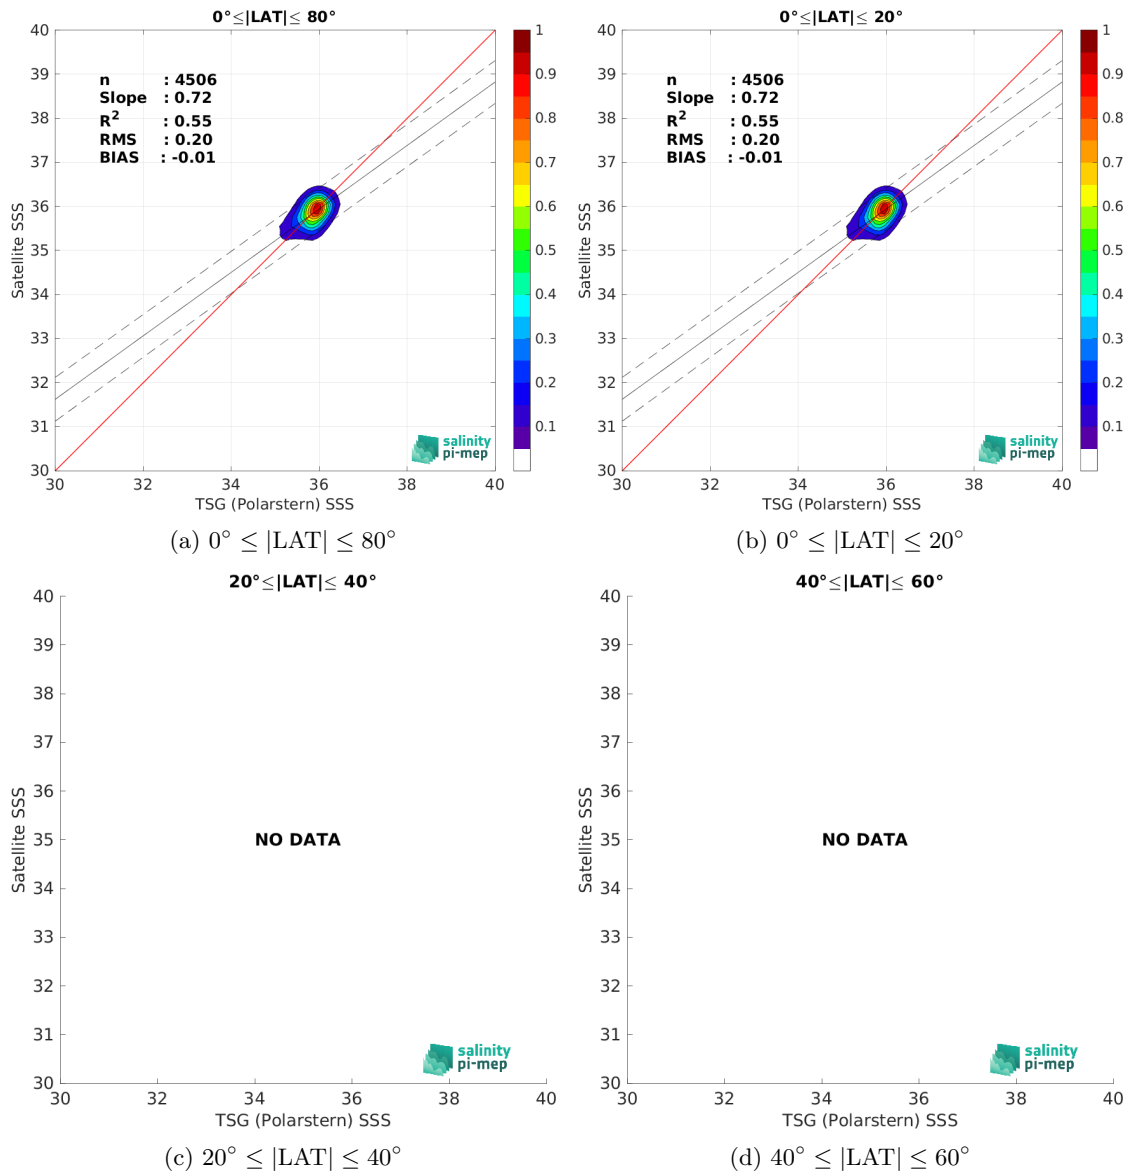 0°≤|LAT|≤ 80°
40
39
38
37
36
35
34
33
32
31
30
Satellite SSS
n : 4506
Slope : 0.72
R2 : 0.55
RMS : 0.20
BIAS : -0.01
salinity
pi-mep
30 32 34 36 38 40
TSG (Polarstern) SSS
1
0.9
0.8
0.7
0.6
0.5
0.4
0.3
0.2
0.1
(a) 0° ≤ |LAT| ≤ 80°
0°≤|LAT|≤ 20°
40
39
38
37
36
35
34
33
32
31
30
Satellite SSS
n : 4506
Slope : 0.72
R2 : 0.55
RMS : 0.20
BIAS : -0.01
salinity
pi-mep
30 32 34 36 38 40
TSG (Polarstern) SSS
1
0.9
0.8
0.7
0.6
0.5
0.4
0.3
0.2
0.1
(b) 0° ≤ |LAT| ≤ 20°
20°≤|LAT|≤ 40°
40
39
38
37
36
35
34
33
32
31
30
Satellite SSS
NO DATA
salinity
pi-mep
30 32 34 36 38 40
TSG (Polarstern) SSS
(c) 20° ≤ |LAT| ≤ 40°
40°≤|LAT|≤ 60°
40
39
38
37
36
35
34
33
32
31
30
Satellite SSS
NO DATA
salinity
pi-mep
30 32 34 36 38 40
TSG (Polarstern) SSS
(d) 40° ≤ |LAT| ≤ 60°